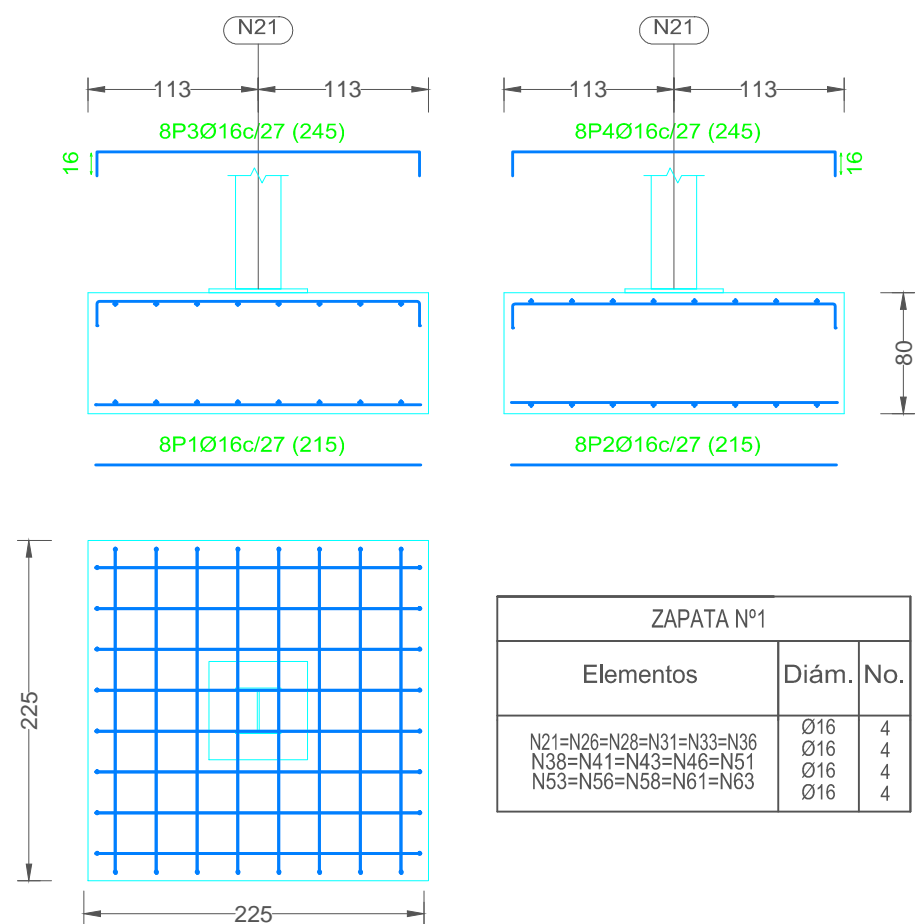 N21
N21
113
113
113
113
8P3Ø16c/27 (245)
8P4Ø16c/27 (245)
16
16
80
8P1Ø16c/27 (215)
8P2Ø16c/27 (215)
225
225
ZAPATA Nº1
Elementos Diám. No.
N21=N26=N28=N31=N33=N36
N38=N41=N43=N46=N51
N53=N56=N58=N61=N63
Ø16 4
Ø16 4
Ø16 4
Ø16 4